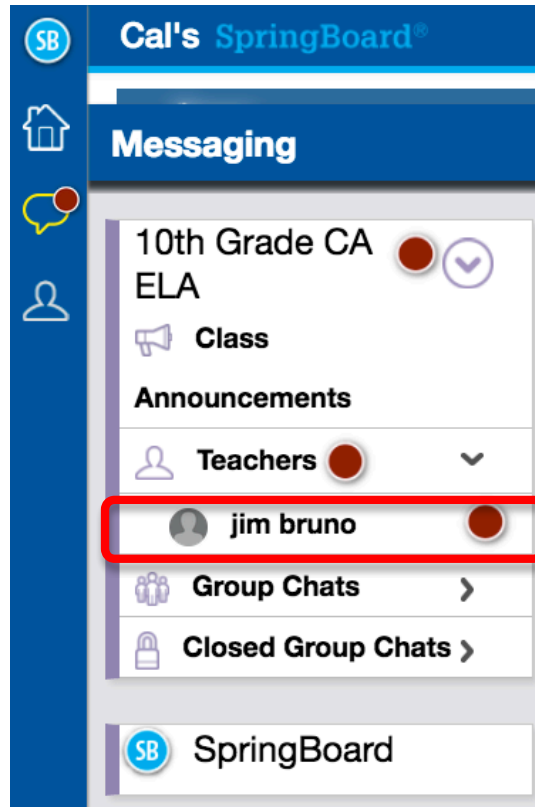 SB Cal's SpringBoard®
Messaging
10th Grade CA
ELA
Class
Announcements
Teachers
jim bruno
Group Chats
Closed Group Chats
SB SpringBoard